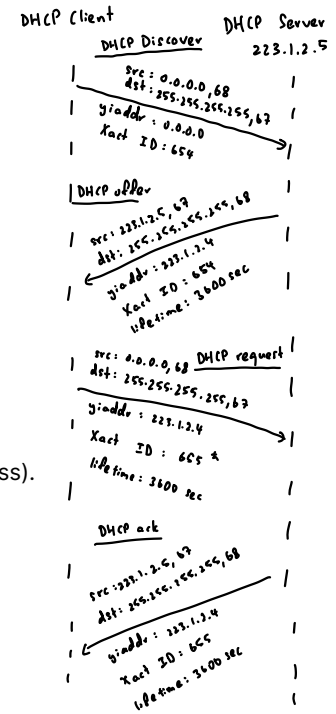 DHCP Client
DHCP Server
223.1.2.5
DHCP Discover
src: 0.0.0.0, 68
dst: 255.255.255.255, 67
yiaddr: 0.0.0.0
Xact ID: 654
DHCP offer
src: 223.1.2.5, 67
dst: 255.255.255.255, 68
yiaddr: 223.1.2.4
Xact ID: 654
lifetime: 3600 sec
src: 0.0.0.0, 68 DHCP request
dst: 255.255.255.255, 67
yiaddr: 223.1.2.4
Xact ID: 655 *
lifetime: 3600 sec
ss).
DHCP ack
src: 223.1.2.5, 67
dst: 255.255.255.255, 68
yiaddr: 223.1.2.4
Xact ID: 655
lifetime: 3600 sec